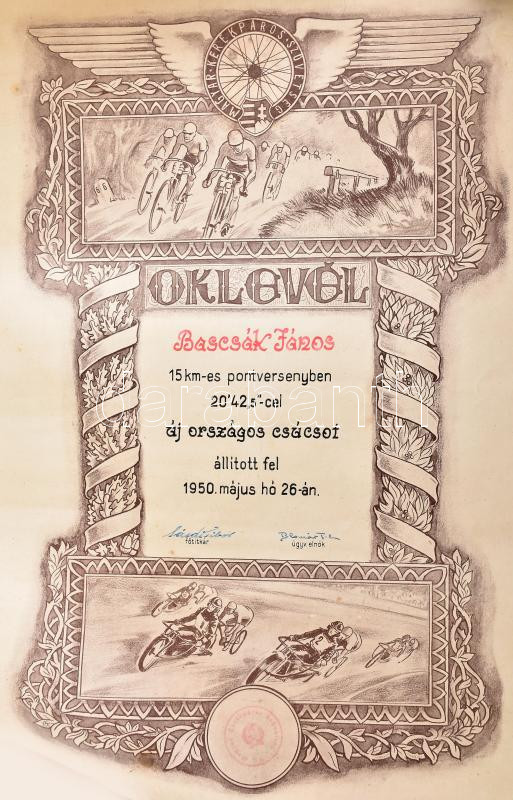 MAGYAR KERÉKPÁROS SZÖVETSÉG
OKLEVÉL
Bascsák János
15 km-es pontversenyben
20'42,5"-cel
új országos csúcsot
állított fel
1950. május hó 26-án.
főtitkár
ügyv. elnök